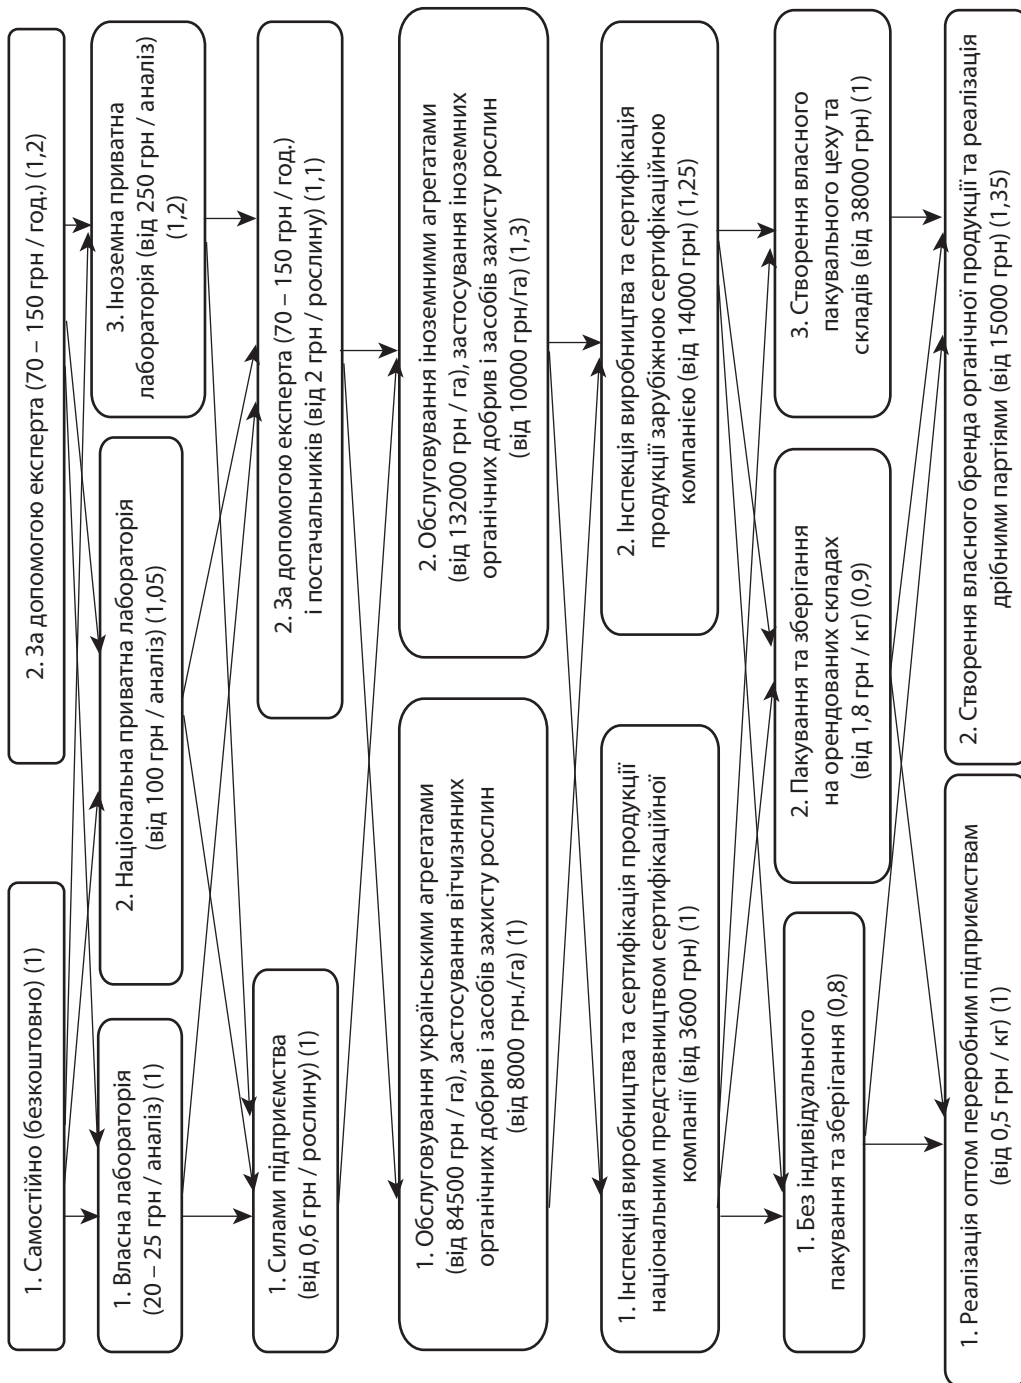 1. Самостійно (безкоштовно) (1)
2. За допомогою експерта (70 – 150 грн / год.) (1,2)
1. Власна лабораторія
(20 – 25 грн / аналіз) (1)
2. Національна приватна лабораторія
(від 100 грн / аналіз) (1,05)
3. Іноземна приватна
лабораторія (від 250 грн / аналіз)
(1,2)
1. Силами підприємства
(від 0,6 грн / рослину) (1)
2. За допомогою експерта (70 – 150 грн / год.)
і постачальників (від 2 грн / рослину) (1,1)
1. Обслуговування українськими агрегатами
(від 84500 грн / га), застосування вітчизняних
органічних добрив і засобів захисту рослин
(від 8000 грн./га) (1)
2. Обслуговування іноземними агрегатами
(від 132000 грн / га), застосування іноземних
органічних добрив і засобів захисту рослин
(від 10000 грн/га) (1,3)
1. Інспекція виробництва та сертифікація продукції
національним представництвом сертифікаційної
компанії (від 3600 грн) (1)
2. Інспекція виробництва та сертифікація
продукції зарубіжною сертифікаційною
компанією (від 14000 грн) (1,25)
1. Без індивідуального
пакування та зберігання (0,8)
2. Пакування та зберігання
на орендованих складах
(від 1,8 грн / кг) (0,9)
3. Створення власного
пакувального цеху та
складів (від 38000 грн) (1)
1. Реалізація оптом переробним підприємствам
(від 0,5 грн / кг) (1)
2. Створення власного бренда органічної продукції та реалізація
дрібними партіями (від 15000 грн) (1,35)